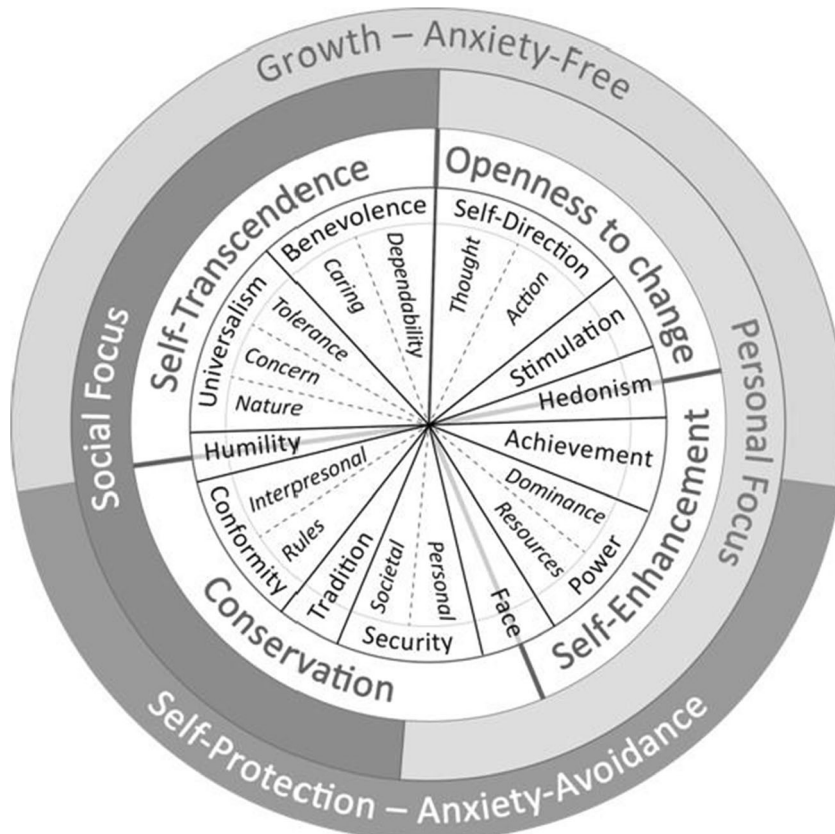 Growth – Anxiety-Free
Social Focus
Personal Focus
Self-Protection – Anxiety-Avoidance
Self-Transcendence
Openness to change
Self-Enhancement
Conservation
Benevolence
Caring
Dependability
Self-Direction
Thought
Action
Stimulation
Hedonism
Achievement
Power
Dominance
Resources
Face
Security
Personal
Societal
Tradition
Conformity
Rules
Interpresonal
Humility
Universalism
Nature
Concern
Tolerance